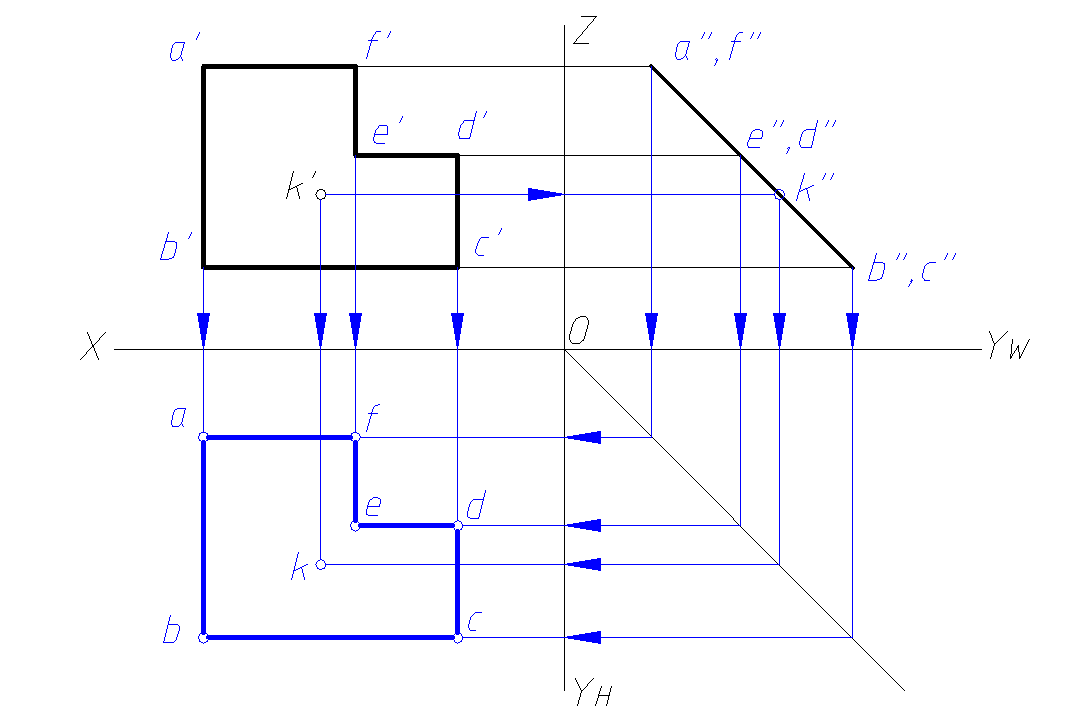 a' f' Z a",f"
e' d' e",d"
k' k"
b' c' b",c"
X O YW
a f
e d
k
b c
YH